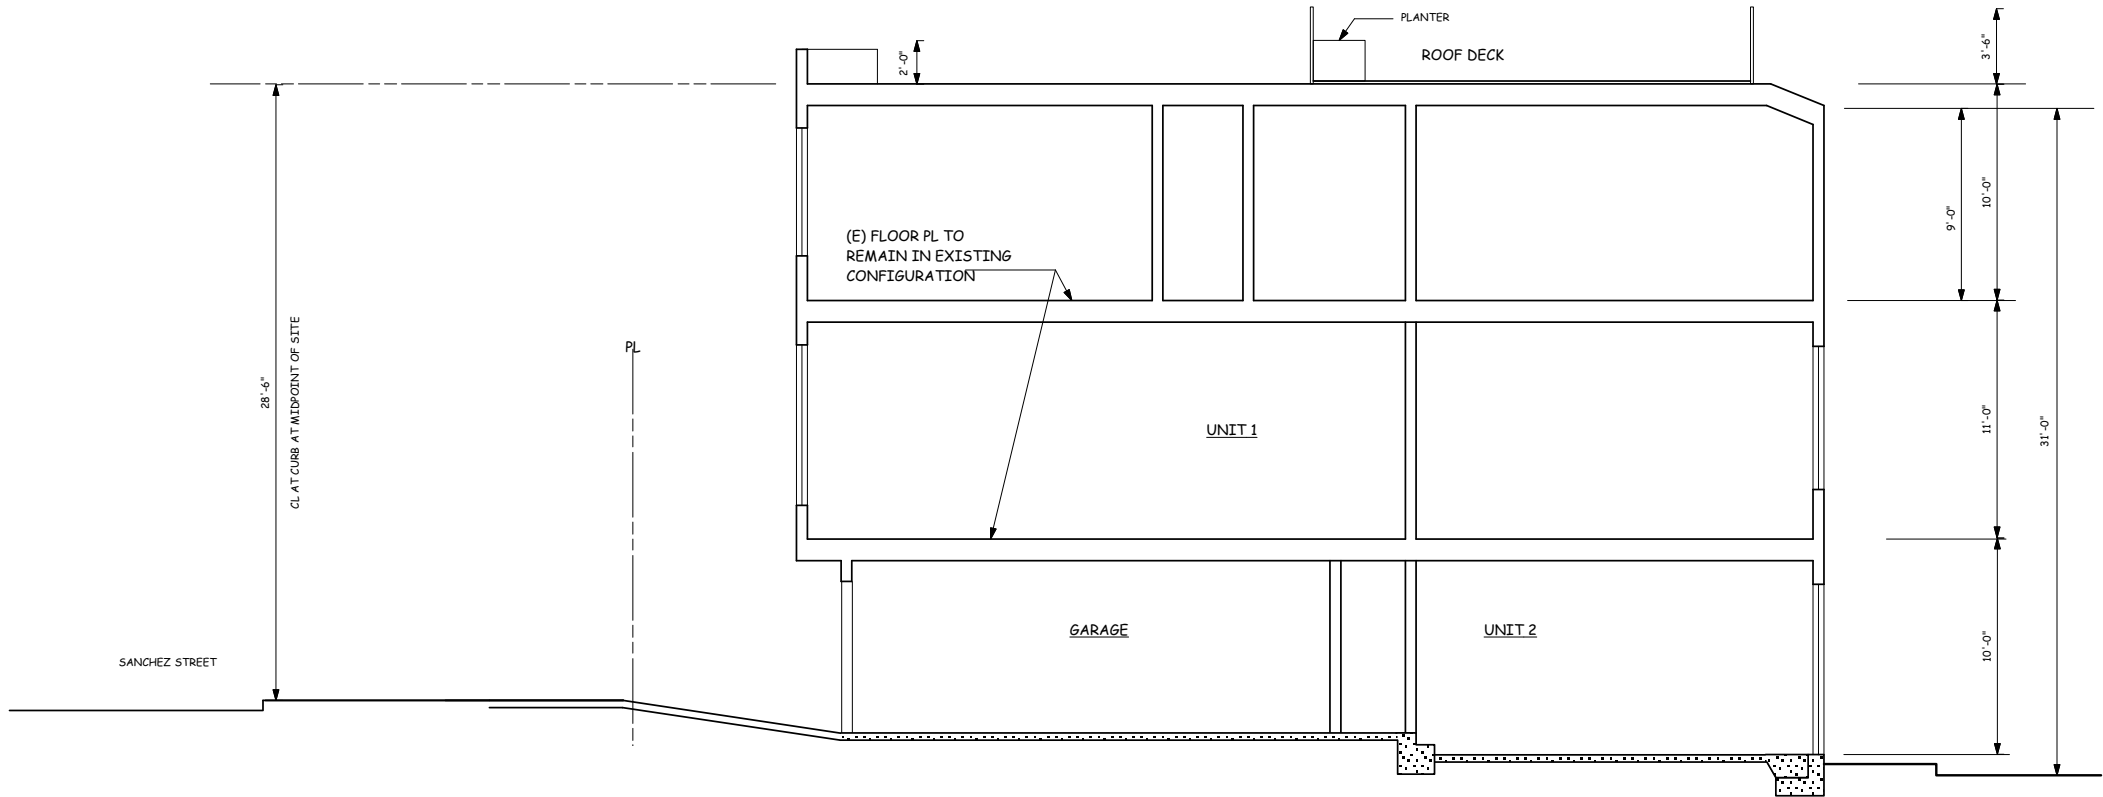 PLANTER
ROOF DECK
2'-0"
3'-6"
(E) FLOOR PL TO
REMAIN IN EXISTING
CONFIGURATION
9'-0"
10'-0"
28'-6"
CL AT CURB AT MIDPOINT OF SITE
PL
UNIT 1
11'-0"
31'-0"
SANCHEZ STREET
GARAGE
UNIT 2
10'-0"